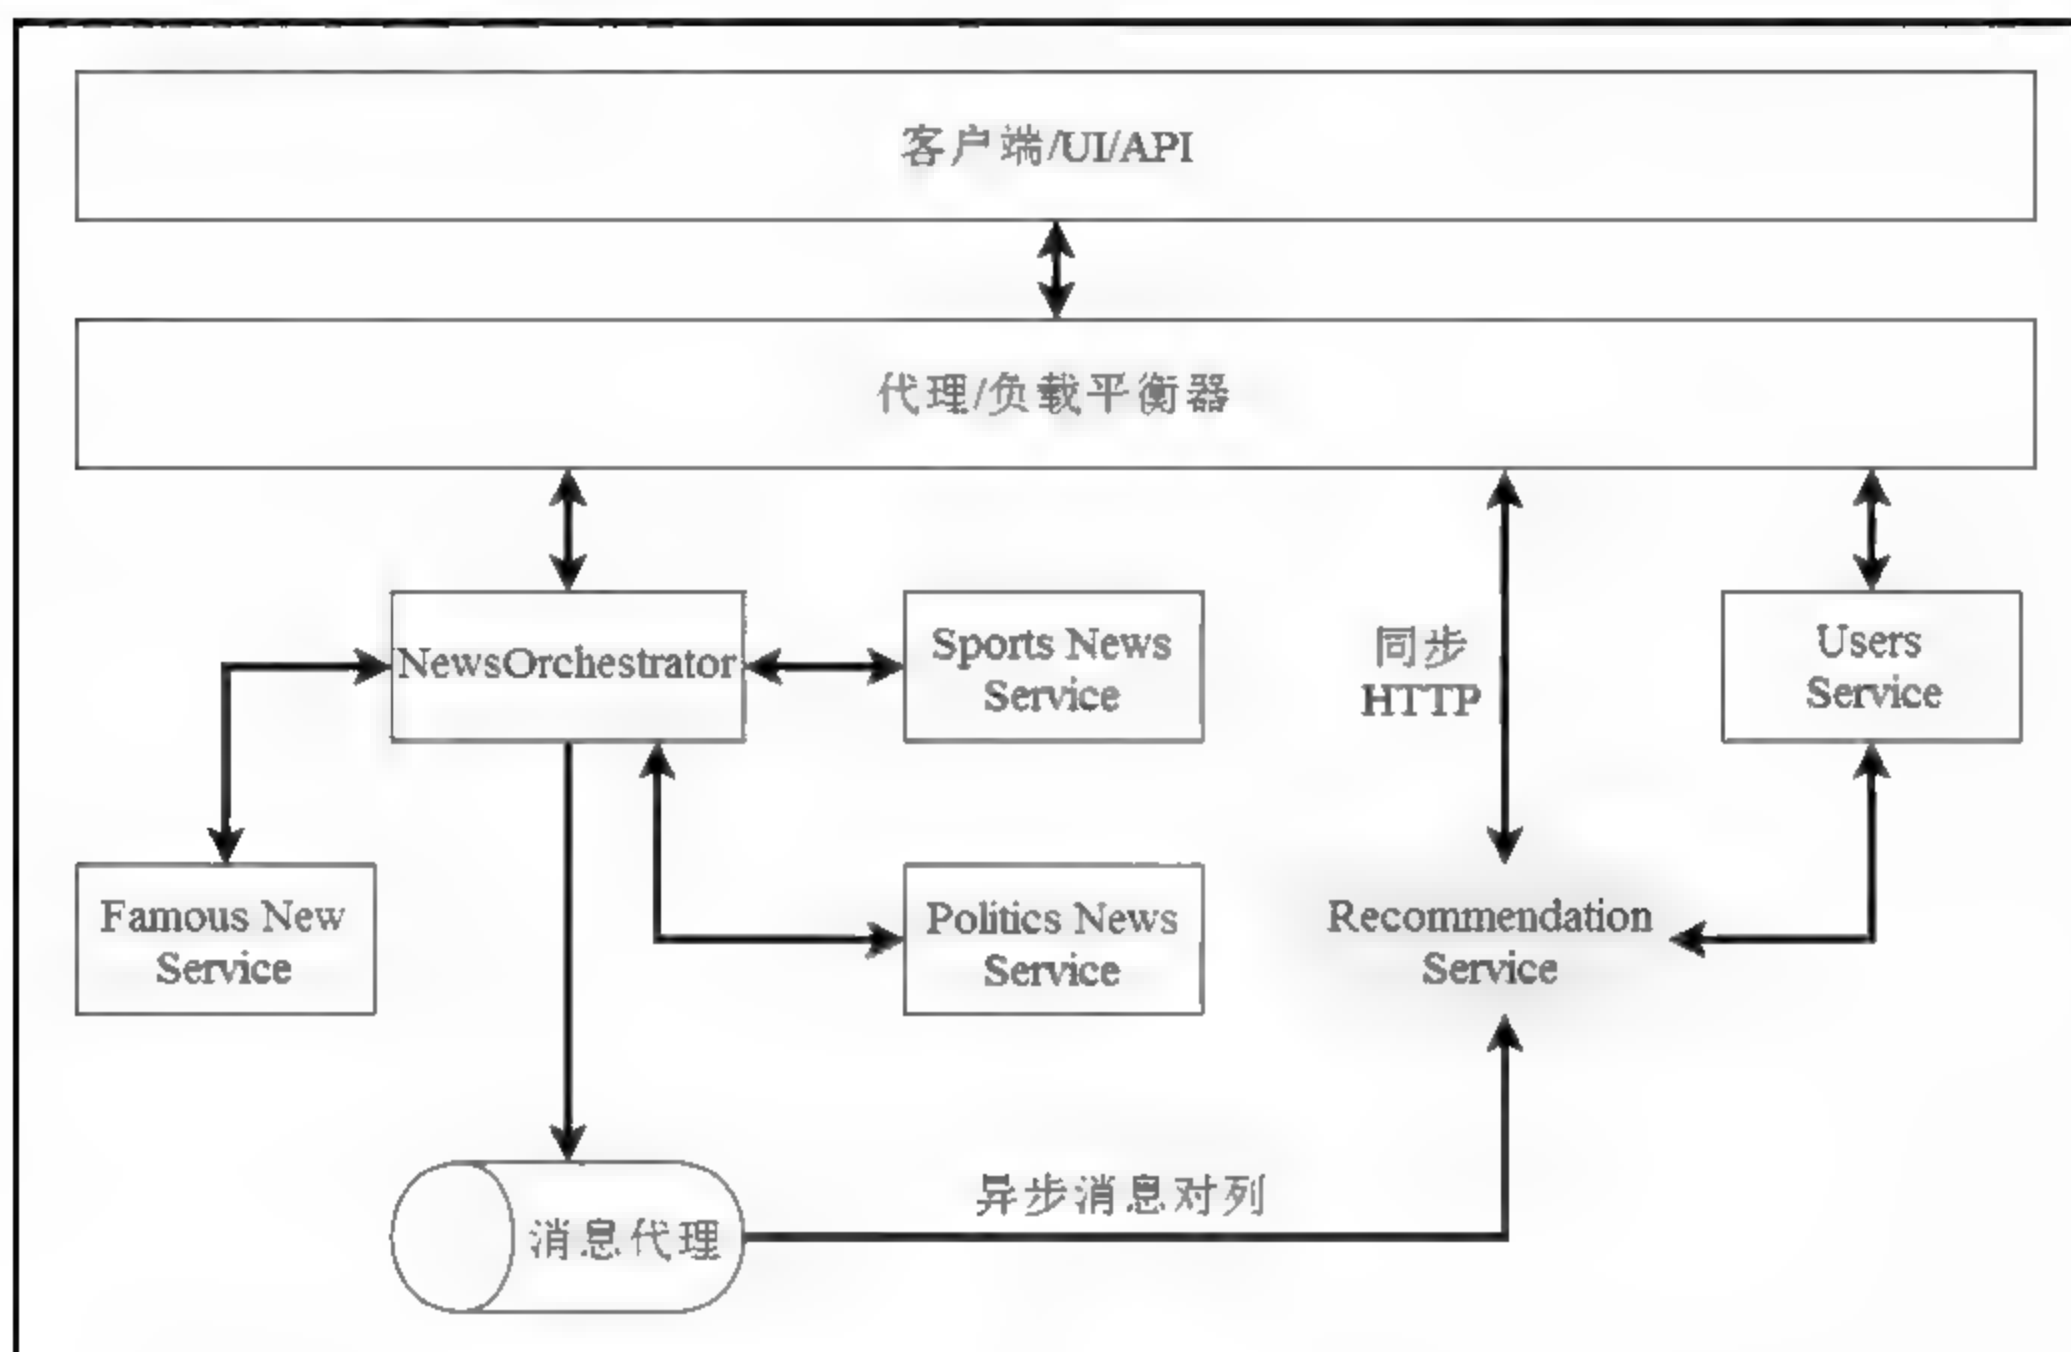 客户端/UI/API
代理/负载平衡器
NewsOrchestrator
Sports News
Service
同步
HTTP
Users
Service
Famous New
Service
Politics News
Service
Recommendation
Service
异步消息对列
消息代理